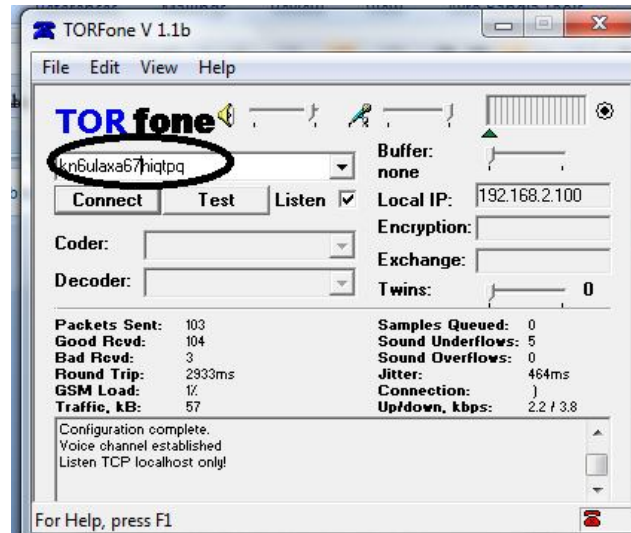 TORFone V 1.1b
File Edit View Help
TORfone
kn6ulaxa67hiqtpq
Buffer:
none
Connect Test Listen
Local IP: 192.168.2.100
Encryption:
Coder:
Exchange:
Decoder:
Twins: 0
Packets Sent: 103
Good Rcvd: 104
Bad Rcvd: 3
Round Trip: 2933ms
GSM Load: 1%
Traffic, kB: 57
Samples Queued: 0
Sound Underflows: 5
Sound Overflows: 0
Jitter: 464ms
Connection: )
Up/down, kbps: 2.2 / 3.8
Configuration complete.
Voice channel established
Listen TCP localhost only!
For Help, press F1